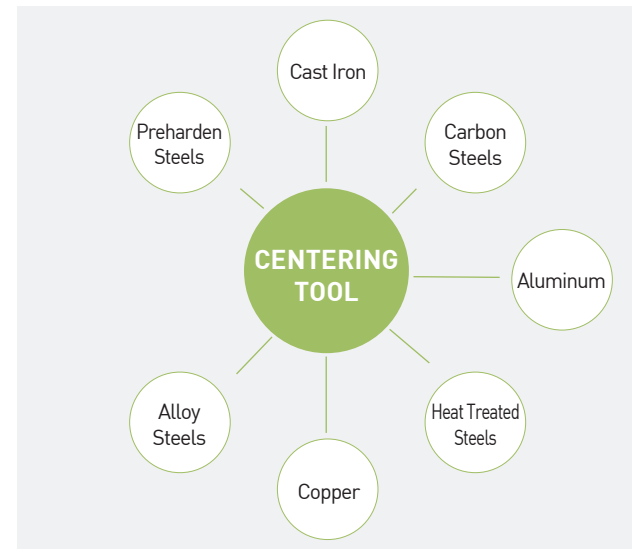 Cast Iron
Preharden
Steels
Carbon
Steels
CENTERING
TOOL
Aluminum
Alloy
Steels
Heat Treated
Steels
Copper